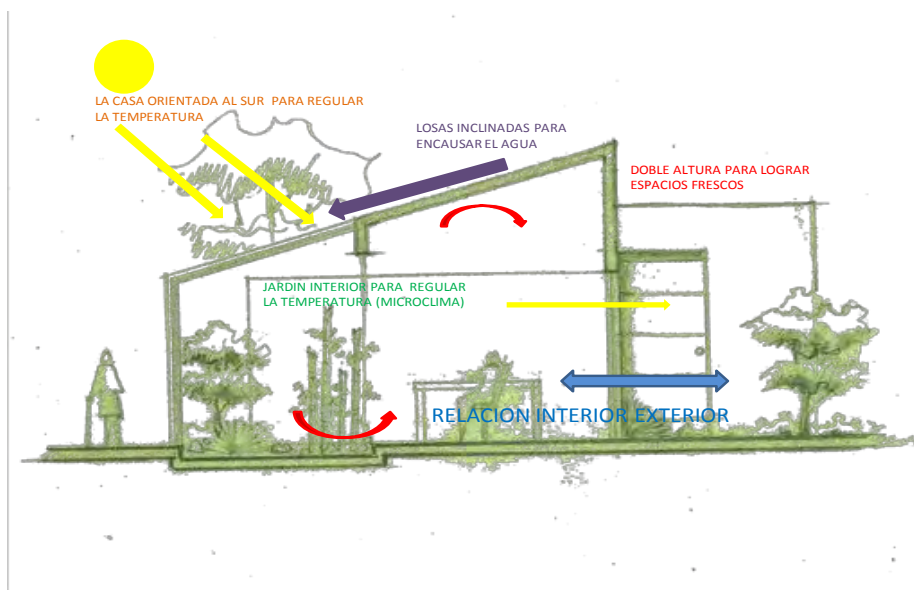 LA CASA ORIENTADA AL SUR PARA REGULAR
LA TEMPERATURA
LOSAS INCLINADAS PARA
ENCAUSAR EL AGUA
DOBLE ALTURA PARA LOGRAR
ESPACIOS FRESCOS
JARDIN INTERIOR PARA REGULAR
LA TEMPERATURA (MICROCLIMA)
RELACION INTERIOR EXTERIOR